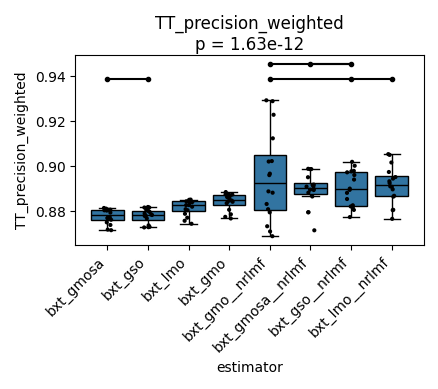 TT_precision_weighted
p = 1.63e-12
TT_precision_weighted
0.94
0.92
0.90
0.88
bxt_gmosa
bxt_gso
bxt_lmo
bxt_gmo
bxt_gmo__nrlmf
bxt_gmosa__nrlmf
bxt_gso__nrlmf
bxt_lmo__nrlmf
estimator